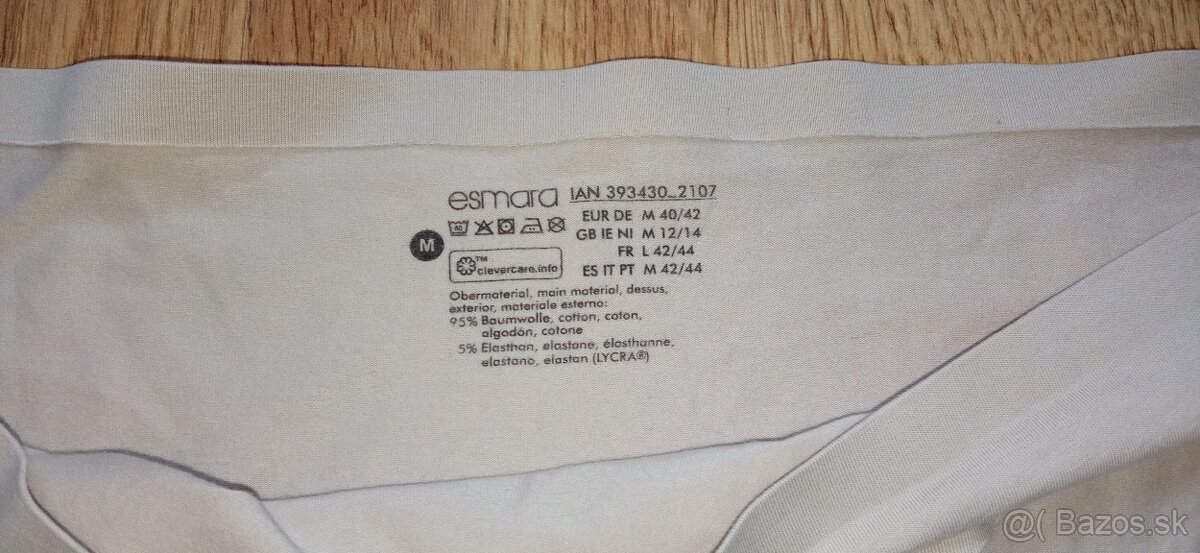 esmara IAN 393430_2107
EUR DE M 40/42
GB IE NI M 12/14
FR L 42/44
ES IT PT M 42/44
M
™
clevercare.info
Obermaterial, main material, dessus,
exterior, materiale esterno:
95% Baumwolle, cotton, coton,
algodón, cotone
5% Elasthan, elastane, élasthanne,
elastano, elastan (LYCRA®)
@( Bazos.sk